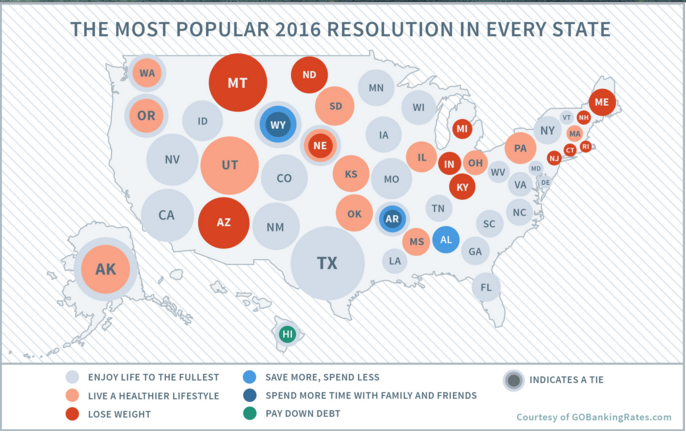 THE MOST POPULAR 2016 RESOLUTION IN EVERY STATE
WA
MT
ND
MN
OR
ID
WY
SD
WI
MI
VT
NH
ME
NY
MA
NV
UT
NE
IA
IL
IN
OH
PA
NJ
CT
RI
CO
KS
MO
KY
WV
MD
VA
DE
CA
AZ
NM
OK
AR
TN
NC
SC
TX
MS
AL
GA
LA
FL
AK
HI
ENJOY LIFE TO THE FULLEST
LIVE A HEALTHIER LIFESTYLE
LOSE WEIGHT
SAVE MORE, SPEND LESS
SPEND MORE TIME WITH FAMILY AND FRIENDS
PAY DOWN DEBT
INDICATES A TIE
Courtesy of GOBankingRates.com